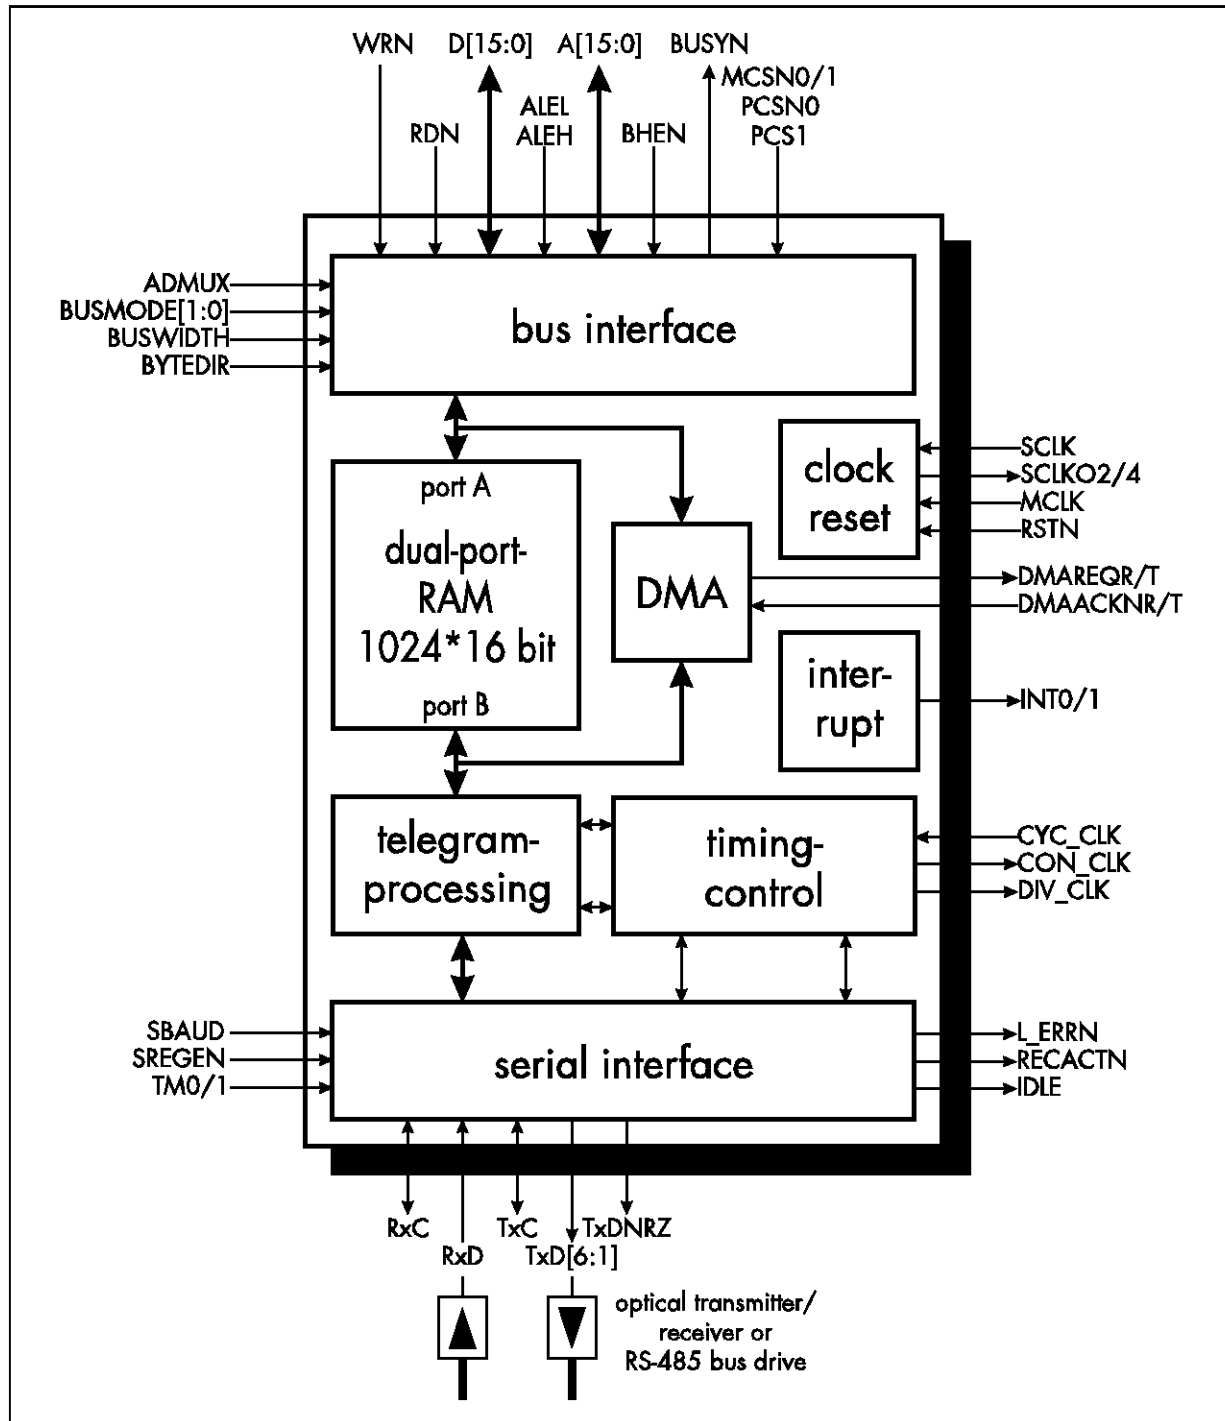 WRN D[15:0] A[15:0] BUSYN
MCSN0/1
ALEL PCSN0
RDN ALEH BHEN PCS1
ADMUX
BUSMODE[1:0]
BUSWIDTH
BYTEDIR
bus interface
port A
dual-port-
RAM
1024*16 bit
port B
DMA
clock
reset
SCLK
SCLKO2/4
MCLK
RSTN
DMAREQR/T
DMAACKNR/T
inter-
rupt
INT0/1
telegram-
processing
timing-
control
CYC_CLK
CON_CLK
DIV_CLK
SBAUD
SREGEN
TM0/1
serial interface
L_ERRN
RECACTN
IDLE
RxC TxC TxDNRZ
RxD TxD[6:1]
optical transmitter/
receiver or
RS-485 bus drive